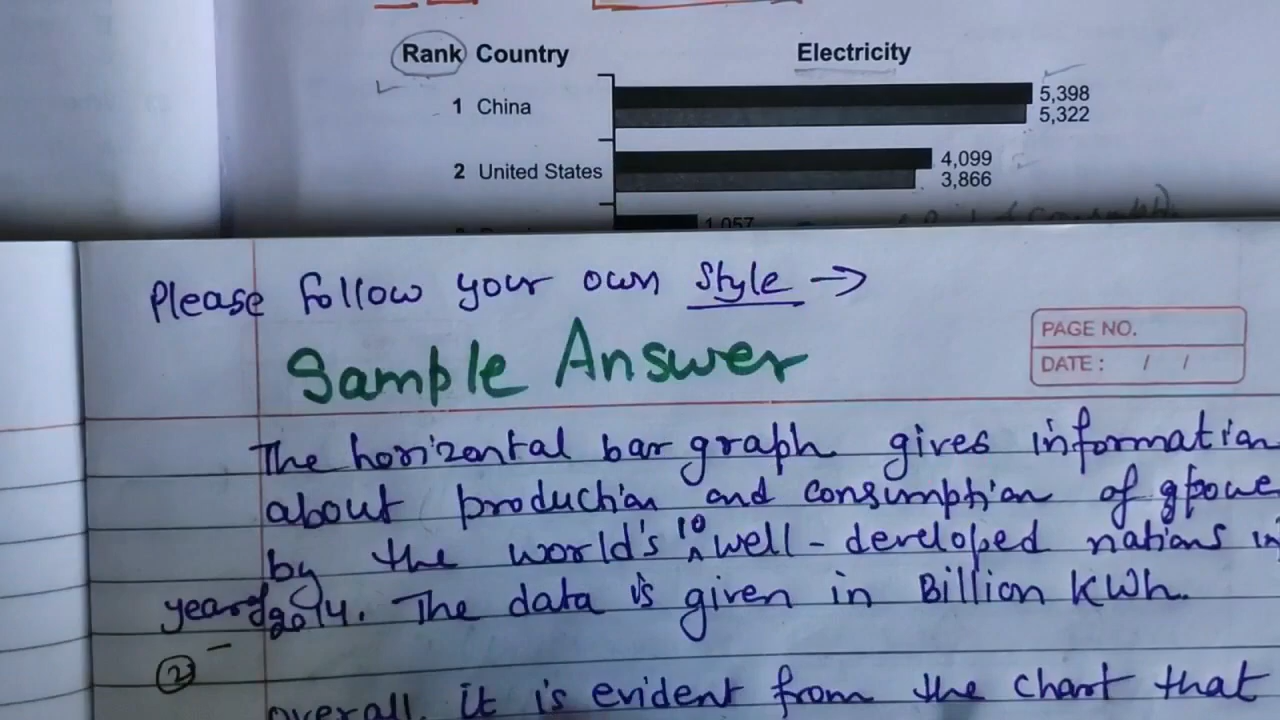 Rank Country Electricity
1 China 5,398
5,322
2 United States 4,099
3,866
1,057
Please follow your own Style →
Sample Answer
PAGE NO.
DATE : / /
The horizontal bar graph gives information
about production and consumption of
by the world's 10 well-developed nations in
year 2014. The data is given in Billion KWh.
②
overall, it is evident from the chart that